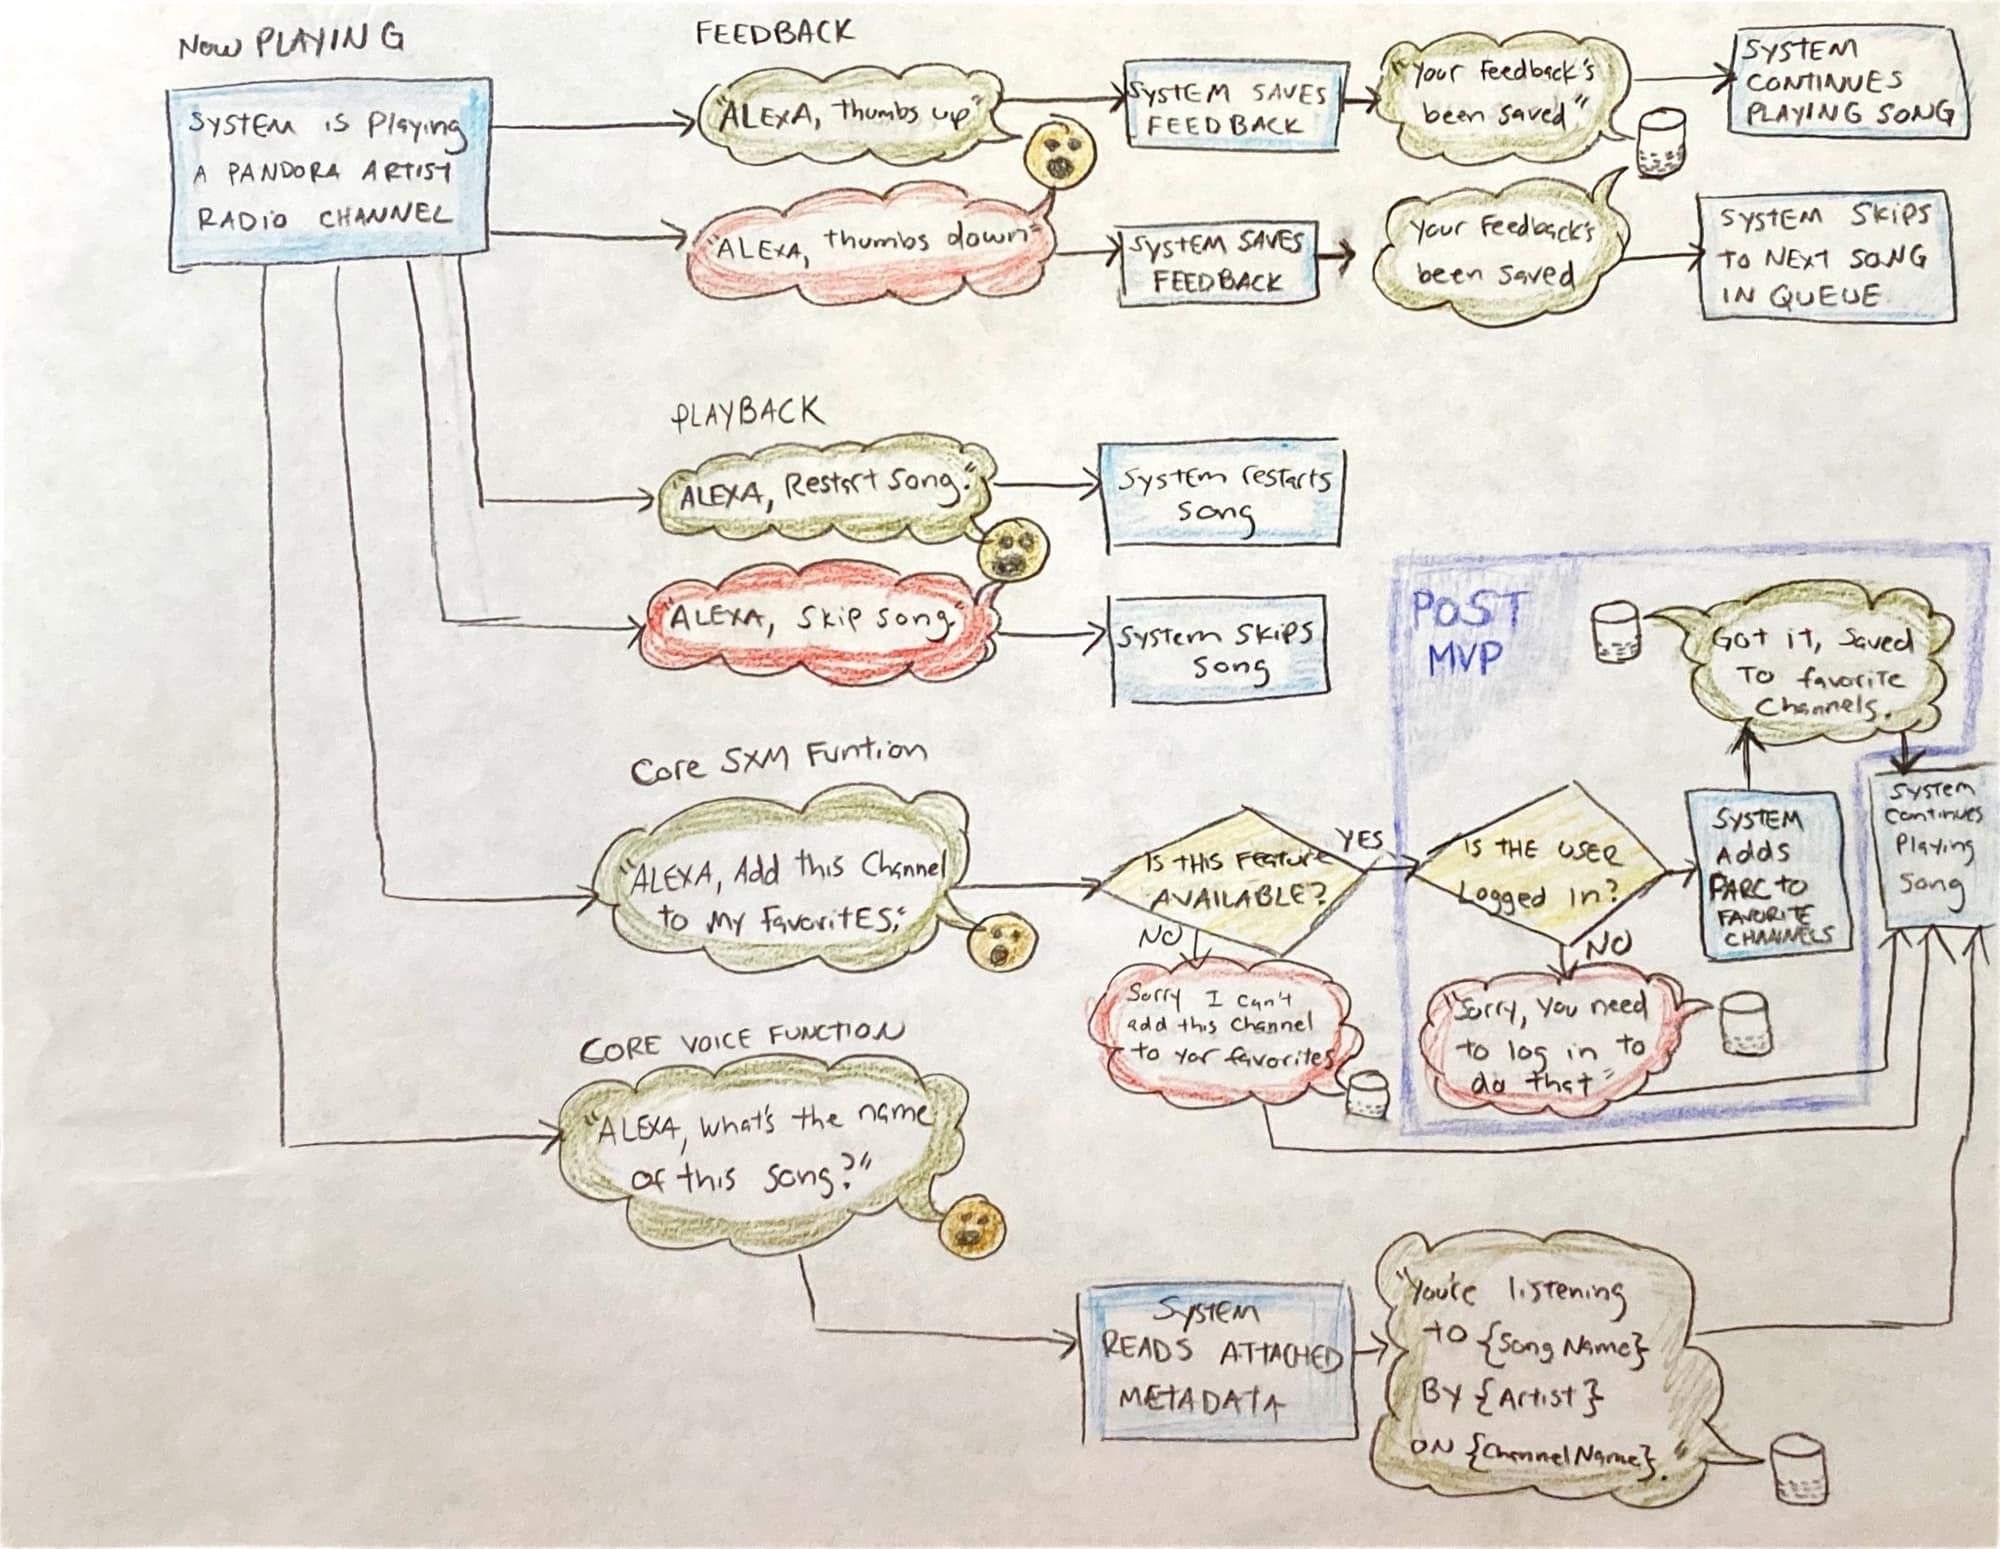 Now PLAYING
SYSTEM is Playing
A PANDORA ARTIST
RADIO CHANNEL
FEEDBACK
"ALEXA, thumbs up"
SYSTEM SAVES
FEEDBACK
"Your Feedback's
been saved"
SYSTEM
CONTINUES
PLAYING SONG
"ALEXA, thumbs down"
SYSTEM SAVES
FEEDBACK
Your Feedback's
been saved
SYSTEM SKIPS
TO NEXT SONG
IN QUEUE
PLAYBACK
"ALEXA, Restart Song."
System restarts
Song
"ALEXA, Skip song"
System SKIPS
Song
POST
MVP
Got it, Saved
To favorite
Channels.
Core SXM Funtion
"ALEXA, Add this Channel
to My FavoritES."
IS THIS Feature
AVAILABLE?
YES
NO
IS THE USER
Logged In?
NO
SYSTEM
Adds
PARC to
FAVORITE
CHANNELS
System
Continues
Playing
Song
Sorry I can't
add this Channel
to yor favorites
"Sorry, You need
to log in to
do that"
CORE VOICE FUNCTION
"ALEXA, What's the name
of this song?"
SYSTEM
READS ATTACHED
METADATA
"You're listening
TO {Song Name}
BY {Artist}
ON {Channel Name}."